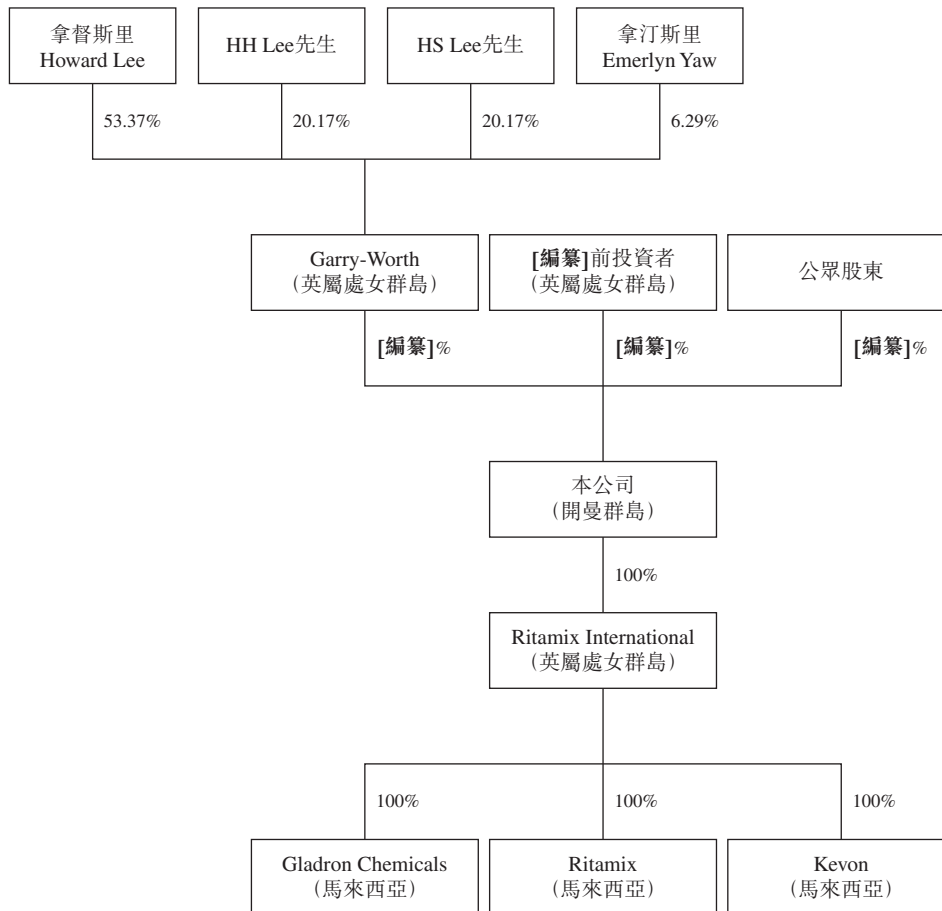 拿督斯里
Howard Lee
HH Lee先生
HS Lee先生
拿汀斯里
Emerlyn Yaw
53.37%
20.17%
20.17%
6.29%
Garry-Worth
（英屬處女群島）
[編纂]前投資者
（英屬處女群島）
公眾股東
[編纂]%
[編纂]%
[編纂]%
本公司
（開曼群島）
100%
Ritamix International
（英屬處女群島）
100%
100%
100%
Gladron Chemicals
（馬來西亞）
Ritamix
（馬來西亞）
Kevon
（馬來西亞）